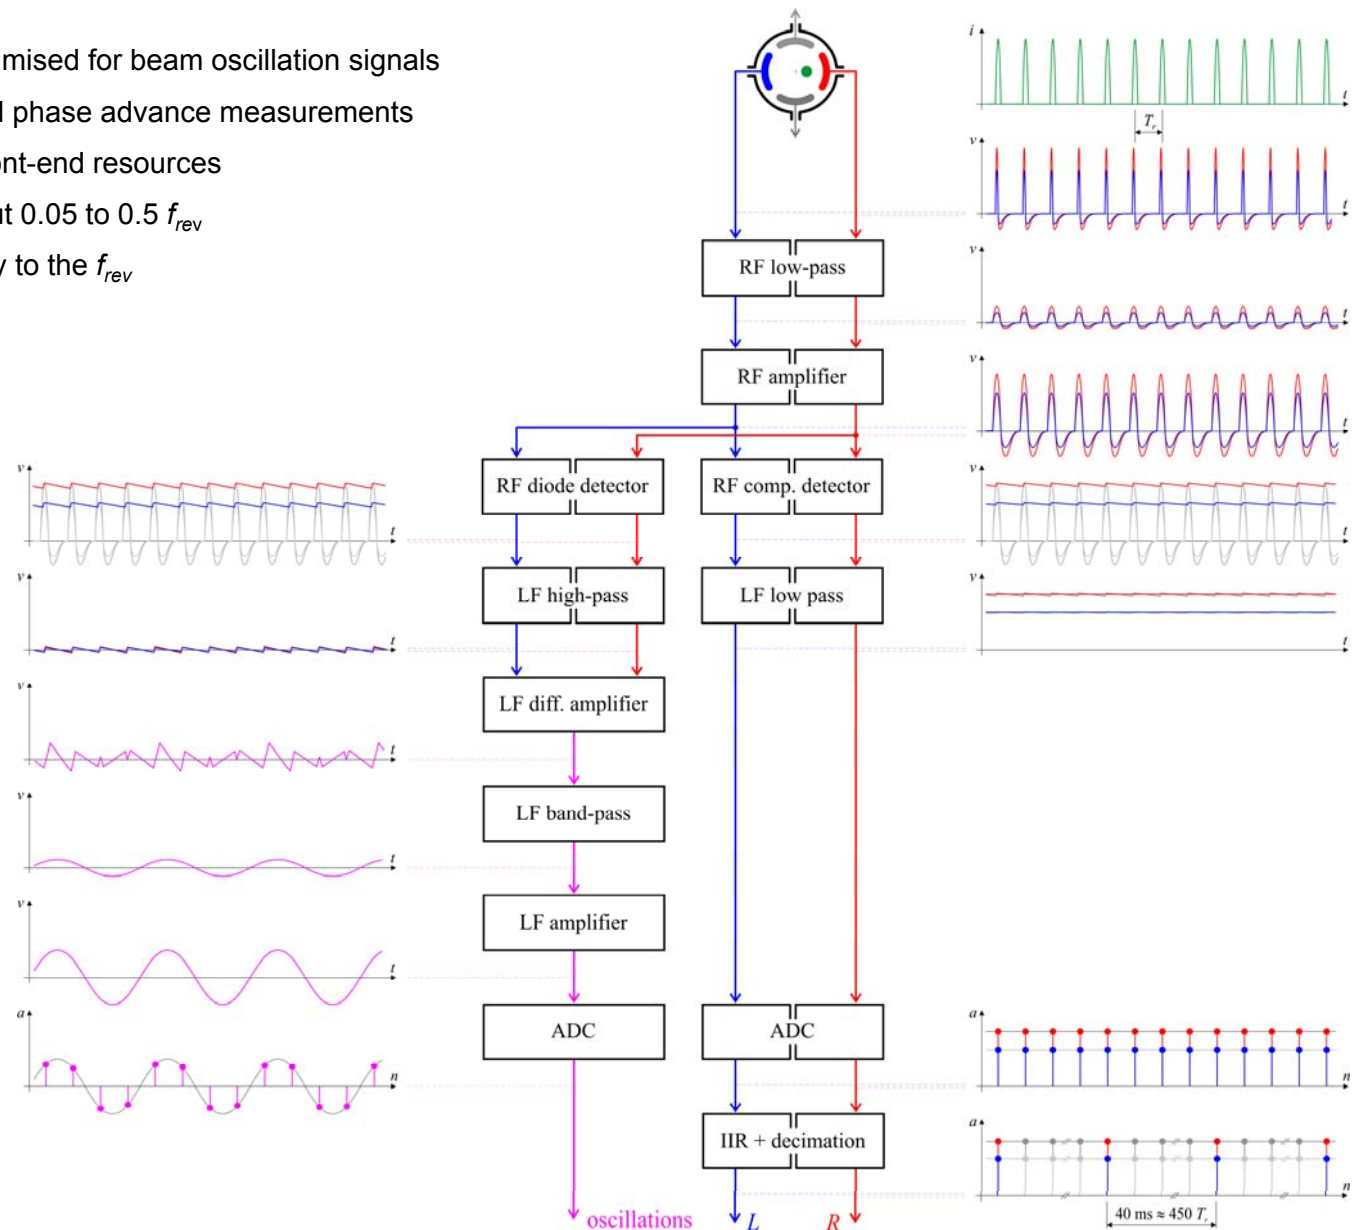 mised for beam oscillation signals
l phase advance measurements
ont-end resources
ut 0.05 to 0.5 frev
y to the frev
i
t
Tr
v
t
RF low-pass
v
t
RF amplifier
v
t
RF diode detector
RF comp. detector
v
t
v
t
LF high-pass
LF low pass
v
t
v
t
LF diff. amplifier
v
t
LF band-pass
v
t
LF amplifier
v
t
ADC
ADC
a
n
a
n
IIR + decimation
a
n
40 ms ≈ 450 Tr
oscillations
L
R